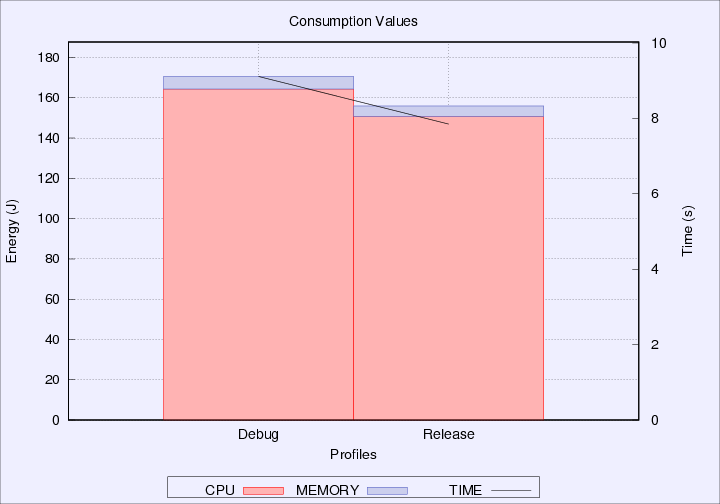 Consumption Values
180
160
140
120
100
80
60
40
20
0
Energy (J)
10
8
6
4
2
0
Time (s)
Debug
Release
Profiles
CPU MEMORY TIME